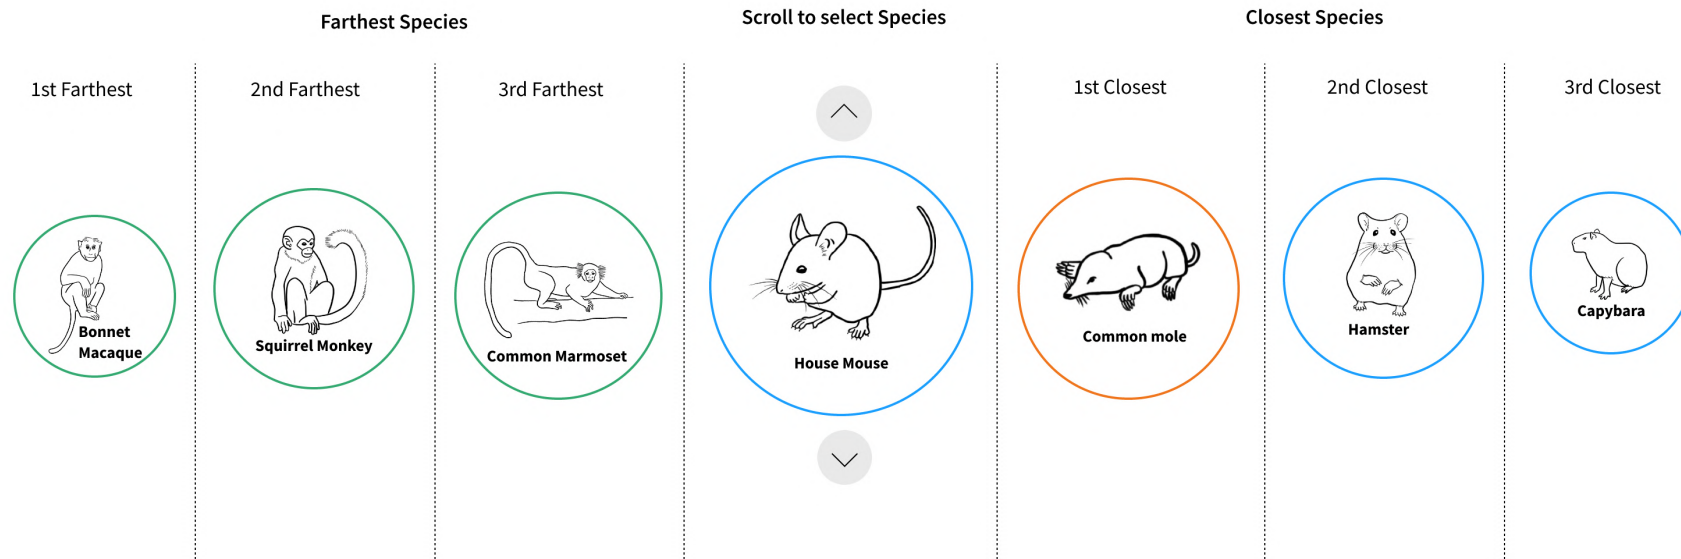 Farthest Species
Scroll to select Species
Closest Species
1st Farthest
2nd Farthest
3rd Farthest
1st Closest
2nd Closest
3rd Closest
Bonnet
Macaque
Squirrel Monkey
Common Marmoset
House Mouse
Common mole
Hamster
Capybara